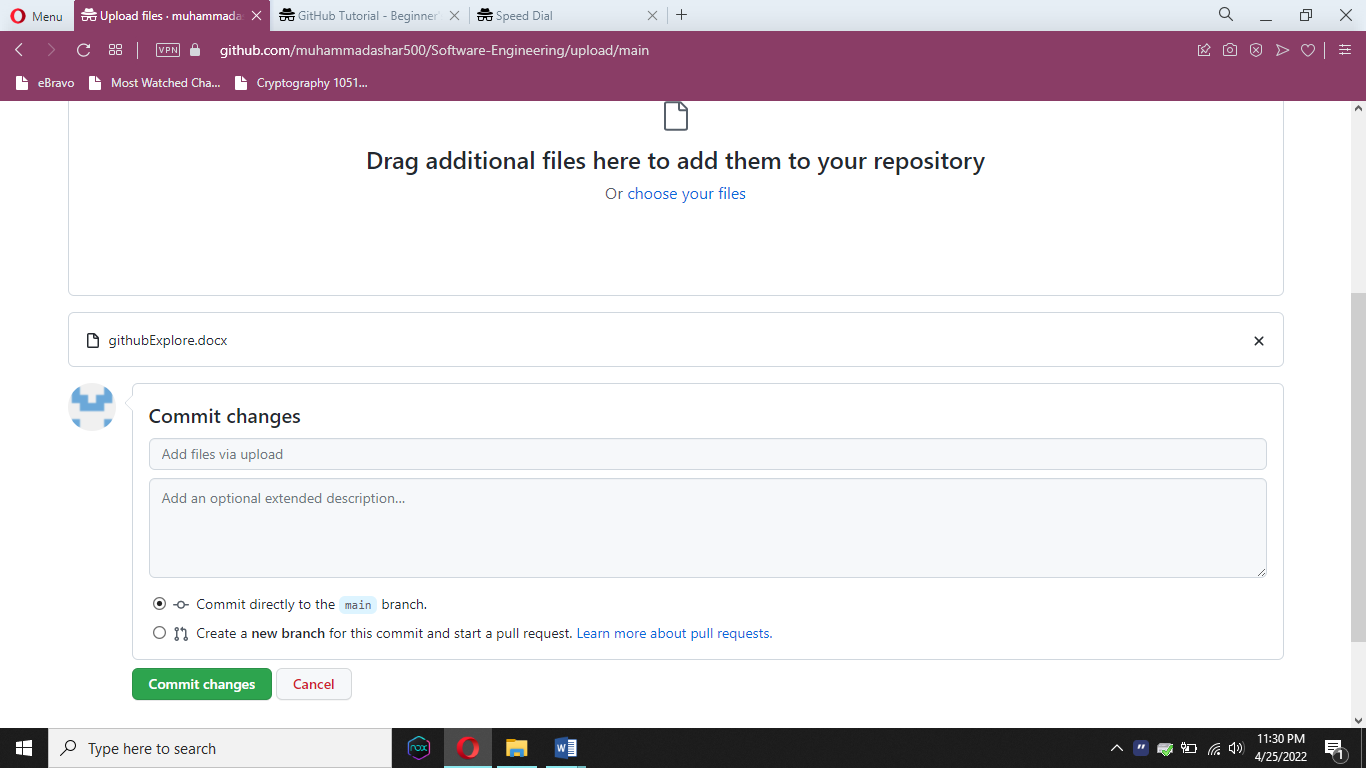 Menu
Upload files · muhammada
GitHub Tutorial - Beginner'
Speed Dial
VPN
github.com/muhammadashar500/Software-Engineering/upload/main
eBravo
Most Watched Cha...
Cryptography 1051...
Drag additional files here to add them to your repository
Or choose your files
githubExplore.docx
Commit changes
Add files via upload
Add an optional extended description...
Commit directly to the main branch.
Create a new branch for this commit and start a pull request. Learn more about pull requests.
Commit changes
Cancel
Type here to search
nox
11:30 PM
4/25/2022
1